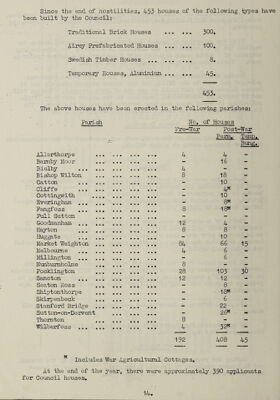 Since the end of hostilities, 453 houses of the following types have
been built by the Council:
Traditional Brick Houses ... ... 300.
Airey Prefabricated Houses ... ... 100.
Swedish Timber Houses ... ... 8.
Temporary Houses, Aluminium... ... 45.
453.
The above houses have been erected in the following parishes:
Parish No. of Houses
Pre-War Post-War
Perm. Tem. Bung.
Allerthorpe ... ... ... ... 4 4 -
Barmby Moor ... ... ... ... - 16 -
Bielby ... ... ... ... 4 - -
Bishop Wilton ... ... ... ... 8 18 -
Catton ... ... ... ... - 10 -
Cliffe ... ... ... ... - 4* -
Cottingwith ... ... ... ... - 10 -
Everingham ... ... ... ... - 8* -
Fangfoss ... ... ... ... 8 18* -
Full Sutton ... ... ... ... - -
Goodmanham ... ... ... ... 12 4 -
Hayton ... ... ... ... 8 8 -
Huggate ... ... ... ... - 10 -
Market Weighton ... ... ... ... 84 66 15
Melbourne ... ... ... ... 4 6 -
Millington ... ... ... ... - 6 -
Nunburnholme ... ... ... ... 8 - -
Pocklington ... ... ... ... 28 103 30
Sancton ... ... ... ... 12 12 -
Seaton Ross ... ... ... ... - 8 -
Shiptonthorpe ... ... ... ... - 18* -
Skirpenbeck ... ... ... ... - 6 -
Stamford Bridge ... ... ... ... - 22 -
Sutton-on-Derwent ... ... ... ... - 26* -
Thornton ... ... ... ... 8 - -
Wilberfoss ... ... ... ... 4 32* -
192 408 45
* Includes War Agricultural Cottages.
At the end of the year, there were approximately 390 applicants
for Council houses.
14.